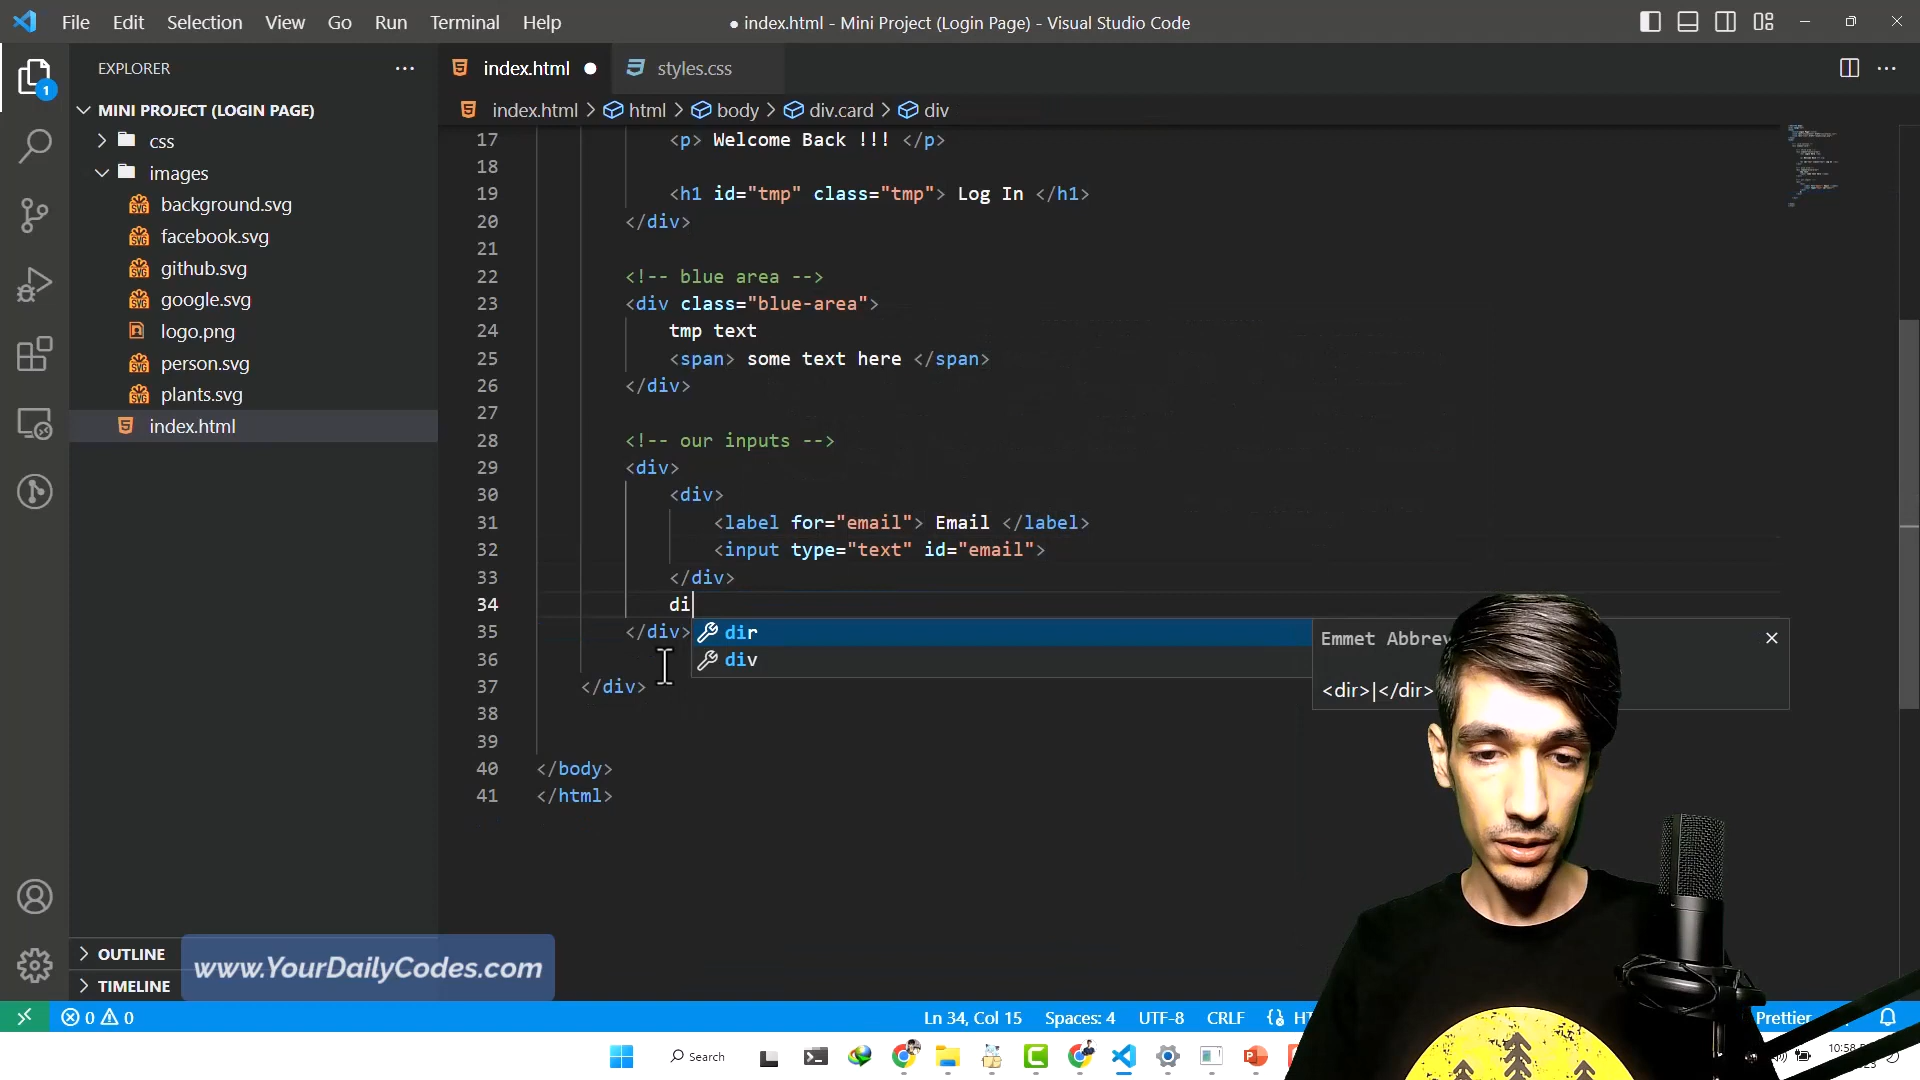 File Edit Selection View Go Run Terminal Help
● index.html - Mini Project (Login Page) - Visual Studio Code
EXPLORER
1
MINI PROJECT (LOGIN PAGE)
css
images
background.svg
facebook.svg
github.svg
google.svg
logo.png
person.svg
plants.svg
index.html
OUTLINE
TIMELINE
index.html ●
styles.css
index.html > html > body > div.card > div
17 <p> Welcome Back !!! </p>
18
19 <h1 id="tmp" class="tmp"> Log In </h1>
20 </div>
21
22 <!-- blue area -->
23 <div class="blue-area">
24 tmp text
25 <span> some text here </span>
26 </div>
27
28 <!-- our inputs -->
29 <div>
30 <div>
31 <label for="email"> Email </label>
32 <input type="text" id="email">
33 </div>
34 di
35 </div>
36
37 </div>
38
39
40 </body>
41 </html>
dir
div
Emmet Abbrev
<dir>|</dir>
www.YourDailyCodes.com
0 0
Ln 34, Col 15 Spaces: 4 UTF-8 CRLF HT
Prettier
Search